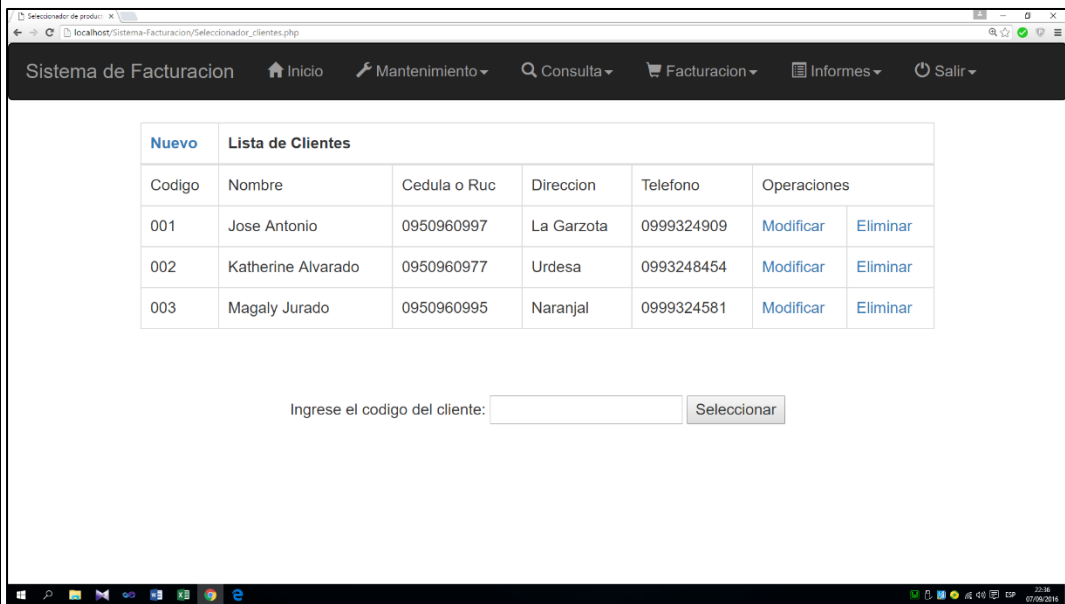 Seleccionador de produc
localhost/Sistema-Facturacion/Seleccionador_clientes.php
Sistema de Facturacion Inicio Mantenimiento Consulta Facturacion Informes Salir
Nuevo Lista de Clientes
Codigo Nombre Cedula o Ruc Direccion Telefono Operaciones
001 Jose Antonio 0950960997 La Garzota 0999324909 Modificar Eliminar
002 Katherine Alvarado 0950960977 Urdesa 0993248454 Modificar Eliminar
003 Magaly Jurado 0950960995 Naranjal 0999324581 Modificar Eliminar
Ingrese el codigo del cliente: Seleccionar
ESP 22:36
07/09/2016